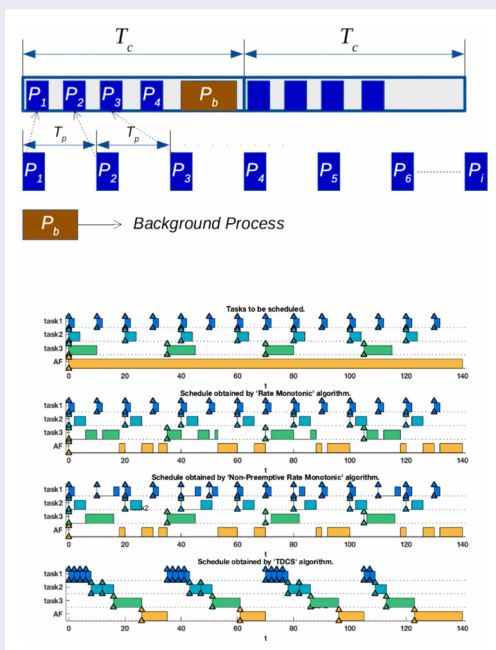 T_c T_c
P_1 P_2 P_3 P_4 P_b
T_p T_p
P_1 P_2 P_3 P_4 P_5 P_6 P_i
P_b Background Process
Tasks to be scheduled.
task1
task2
task3
AF
0 20 40 60 80 100 120 140
t
Schedule obtained by 'Rate Monotonic' algorithm.
task1
task2
task3
AF
0 20 40 60 80 100 120 140
t
Schedule obtained by 'Non-Preemptive Rate Monotonic' algorithm.
task1
task2
task3
AF
0 20 40 60 80 100 120 140
t
Schedule obtained by 'TDCS' algorithm.
task1
task2
task3
AF
0 20 40 60 80 100 120 140
t